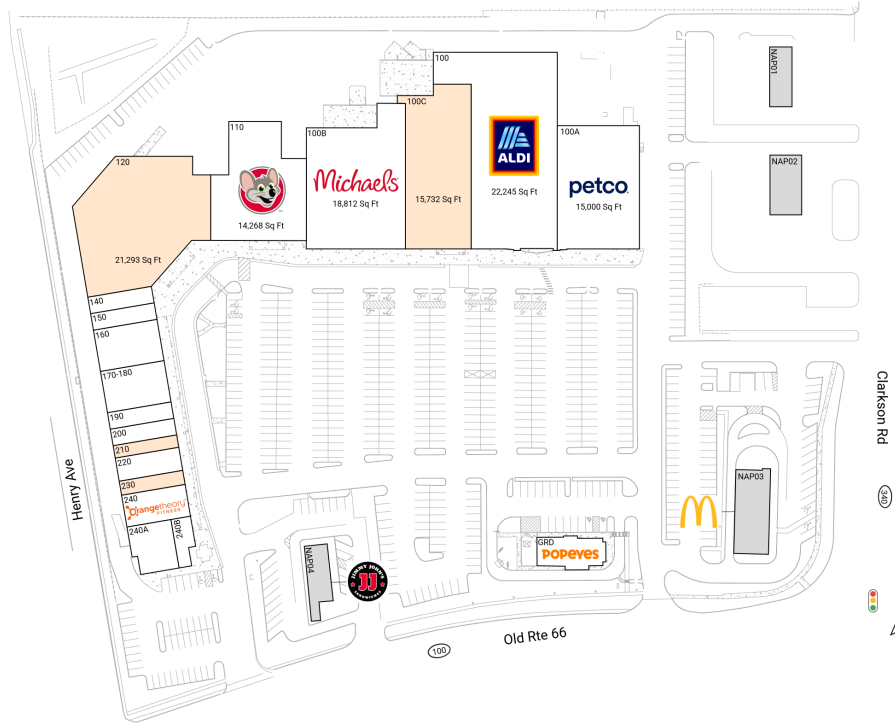 100
NAP01
100C
110
100B
100A
120
NAP02
ALDI
Michaels
petco
22,245 Sq Ft
18,812 Sq Ft
15,732 Sq Ft
15,000 Sq Ft
14,268 Sq Ft
21,293 Sq Ft
140
150
160
170-180
190
200
210
220
230
240
orangetheory
FITNESS
240A
240B
Henry Ave
Clarkson Rd
340
NAP03
GRD
POPEYES
NAP04
JIMMY JOHN'S
JJ
SANDWICHES
Old Rte 66
100